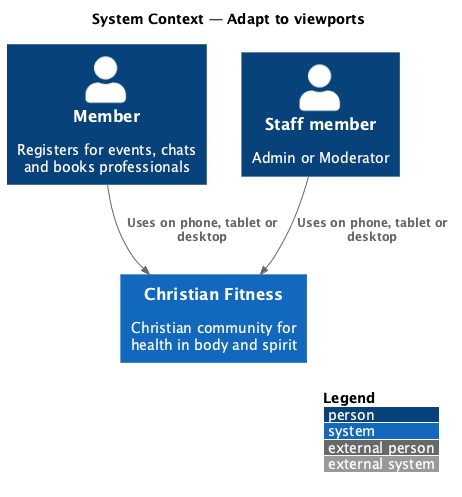 System Context — Adapt to viewports
Member
Registers for events, chats
and books professionals
Staff member
Admin or Moderator
Uses on phone, tablet or
desktop
Uses on phone, tablet or
desktop
Christian Fitness
Christian community for
health in body and spirit
Legend
person
system
external person
external system